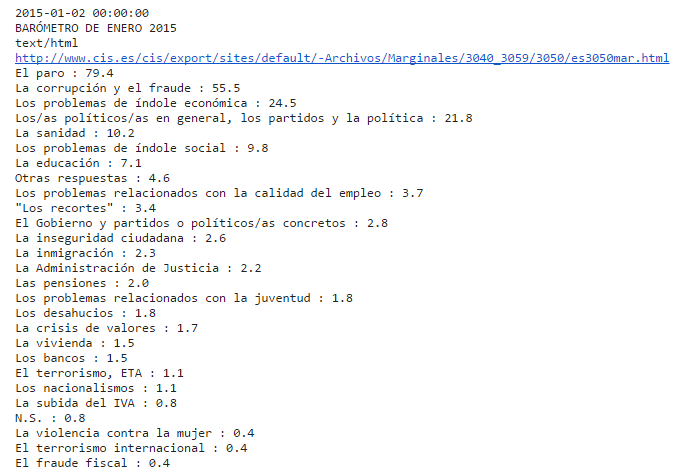 2015-01-02 00:00:00
BARÓMETRO DE ENERO 2015
text/html
http://www.cis.es/cis/export/sites/default/-Archivos/Marginales/3040_3059/3050/es3050mar.html
El paro : 79.4
La corrupción y el fraude : 55.5
Los problemas de índole económica : 24.5
Los/as políticos/as en general, los partidos y la política : 21.8
La sanidad : 10.2
Los problemas de índole social : 9.8
La educación : 7.1
Otras respuestas : 4.6
Los problemas relacionados con la calidad del empleo : 3.7
"Los recortes" : 3.4
El Gobierno y partidos o políticos/as concretos : 2.8
La inseguridad ciudadana : 2.6
La inmigración : 2.3
La Administración de Justicia : 2.2
Las pensiones : 2.0
Los problemas relacionados con la juventud : 1.8
Los desahucios : 1.8
La crisis de valores : 1.7
La vivienda : 1.5
Los bancos : 1.5
El terrorismo, ETA : 1.1
Los nacionalismos : 1.1
La subida del IVA : 0.8
N.S. : 0.8
La violencia contra la mujer : 0.4
El terrorismo internacional : 0.4
El fraude fiscal : 0.4